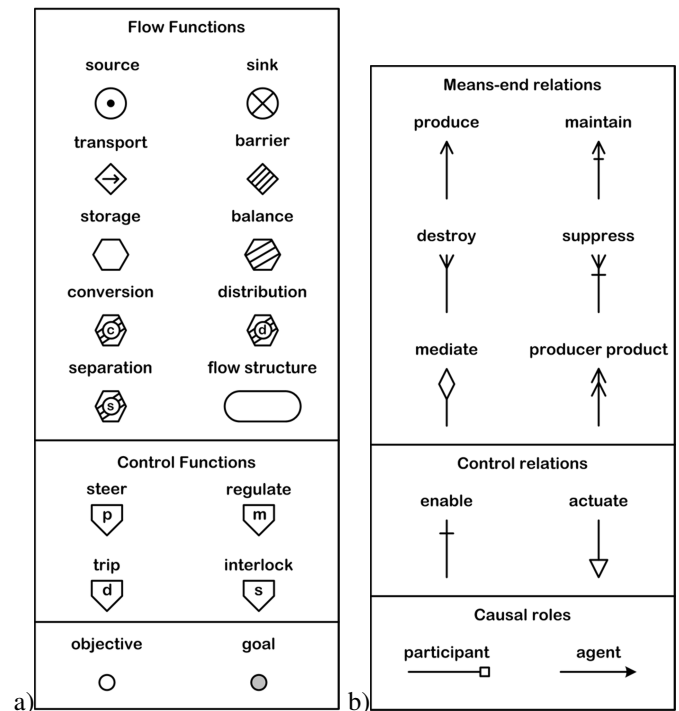 Flow Functions
source sink
transport barrier
storage balance
conversion distribution
c d
separation flow structure
s
Control Functions
steer regulate
p m
trip interlock
d s
objective goal
a)
Means-end relations
produce maintain
destroy suppress
mediate producer product
Control relations
enable actuate
Causal roles
participant agent
b)